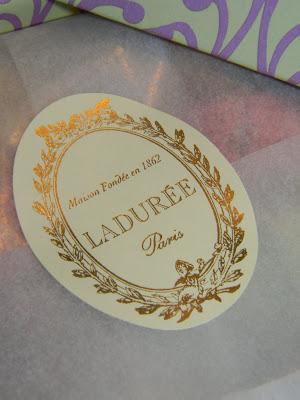 Maison Fondée en 1862
LADURÉE
Paris